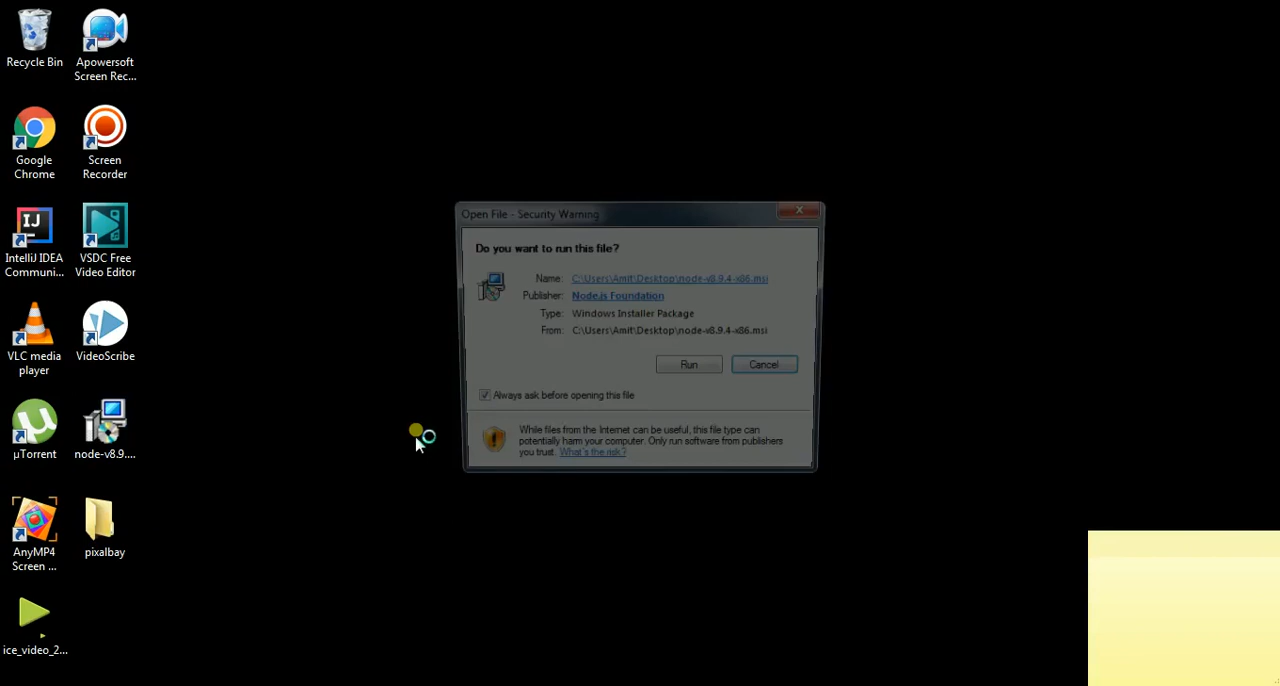 Recycle Bin
Apowersoft
Screen Rec...
Google
Chrome
Screen
Recorder
IntelliJ IDEA
Communi...
VSDC Free
Video Editor
VLC media
player
VideoScribe
µTorrent
node-v8.9....
AnyMP4
Screen ...
pixalbay
ice_video_2...
Open File - Security Warning
Do you want to run this file?
Name: C:\Users\Amit\Desktop\node-v8.9.4-x86.msi
Publisher: Node.js Foundation
Type: Windows Installer Package
From: C:\Users\Amit\Desktop\node-v8.9.4-x86.msi
Run
Cancel
Always ask before opening this file
While files from the Internet can be useful, this file type can
potentially harm your computer. Only run software from publishers
you trust. What's the risk?